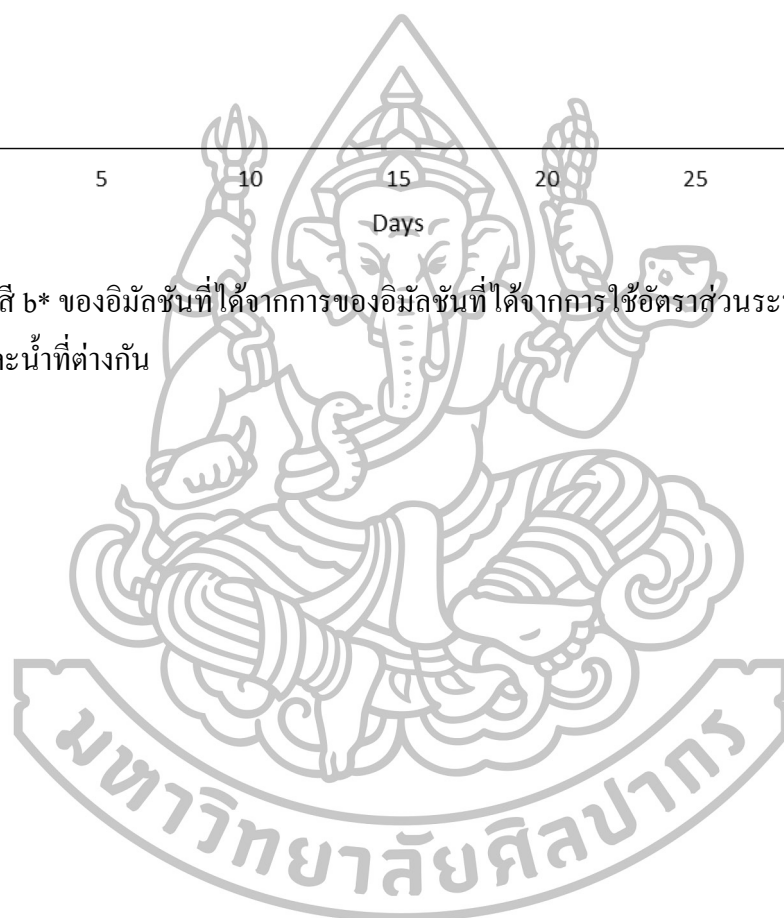 5 10 15 20 25
Days
สี b* ของอิมัลชันที่ได้จากการของอิมัลชันที่ได้จากการใช้อัตราส่วนระ
น้ำที่ต่างกัน
มหาวิทยาลัยศิลปากร